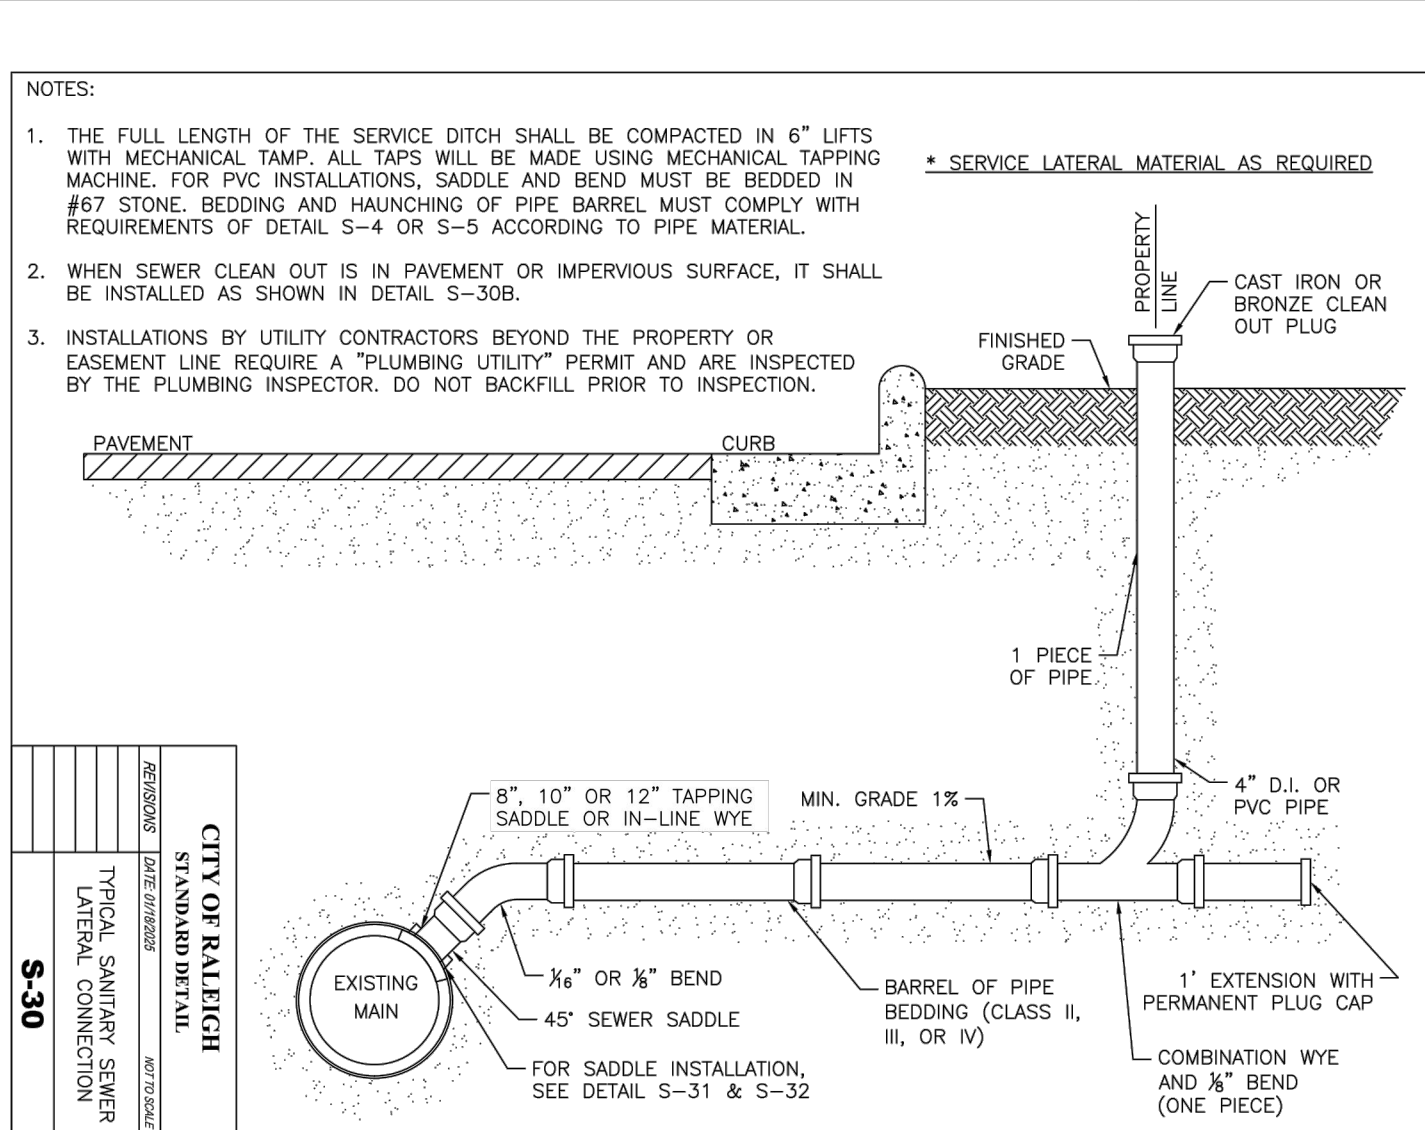 NOTES:
1. THE FULL LENGTH OF THE SERVICE DITCH SHALL BE COMPACTED IN 6” LIFTS
WITH MECHANICAL TAMP. ALL TAPS WILL BE MADE USING MECHANICAL TAPPING
MACHINE. FOR PVC INSTALLATIONS, SADDLE AND BEND MUST BE BEDDED IN
#67 STONE. BEDDING AND HAUNCHING OF PIPE BARREL MUST COMPLY WITH
REQUIREMENTS OF DETAIL S-4 OR S-5 ACCORDING TO PIPE MATERIAL.
2. WHEN SEWER CLEAN OUT IS IN PAVEMENT OR IMPERVIOUS SURFACE, IT SHALL
BE INSTALLED AS SHOWN IN DETAIL S-30B.
3. INSTALLATIONS BY UTILITY CONTRACTORS BEYOND THE PROPERTY OR
EASEMENT LINE REQUIRE A "PLUMBING UTILITY" PERMIT AND ARE INSPECTED
BY THE PLUMBING INSPECTOR. DO NOT BACKFILL PRIOR TO INSPECTION.
* SERVICE LATERAL MATERIAL AS REQUIRED
PROPERTY
LINE
CAST IRON OR
BRONZE CLEAN
OUT PLUG
FINISHED
GRADE
PAVEMENT
CURB
1 PIECE
OF PIPE
4” D.I. OR
PVC PIPE
8”, 10” OR 12” TAPPING
SADDLE OR IN-LINE WYE
MIN. GRADE 1%
EXISTING
MAIN
1/16” OR 1/8” BEND
45° SEWER SADDLE
FOR SADDLE INSTALLATION,
SEE DETAIL S-31 & S-32
BARREL OF PIPE
BEDDING (CLASS II,
III, OR IV)
1’ EXTENSION WITH
PERMANENT PLUG CAP
COMBINATION WYE
AND 1/8” BEND
(ONE PIECE)
CITY OF RALEIGH
STANDARD DETAIL
REVISIONS
DATE: 01/18/2025
NOT TO SCALE
TYPICAL SANITARY SEWER
LATERAL CONNECTION
S-30